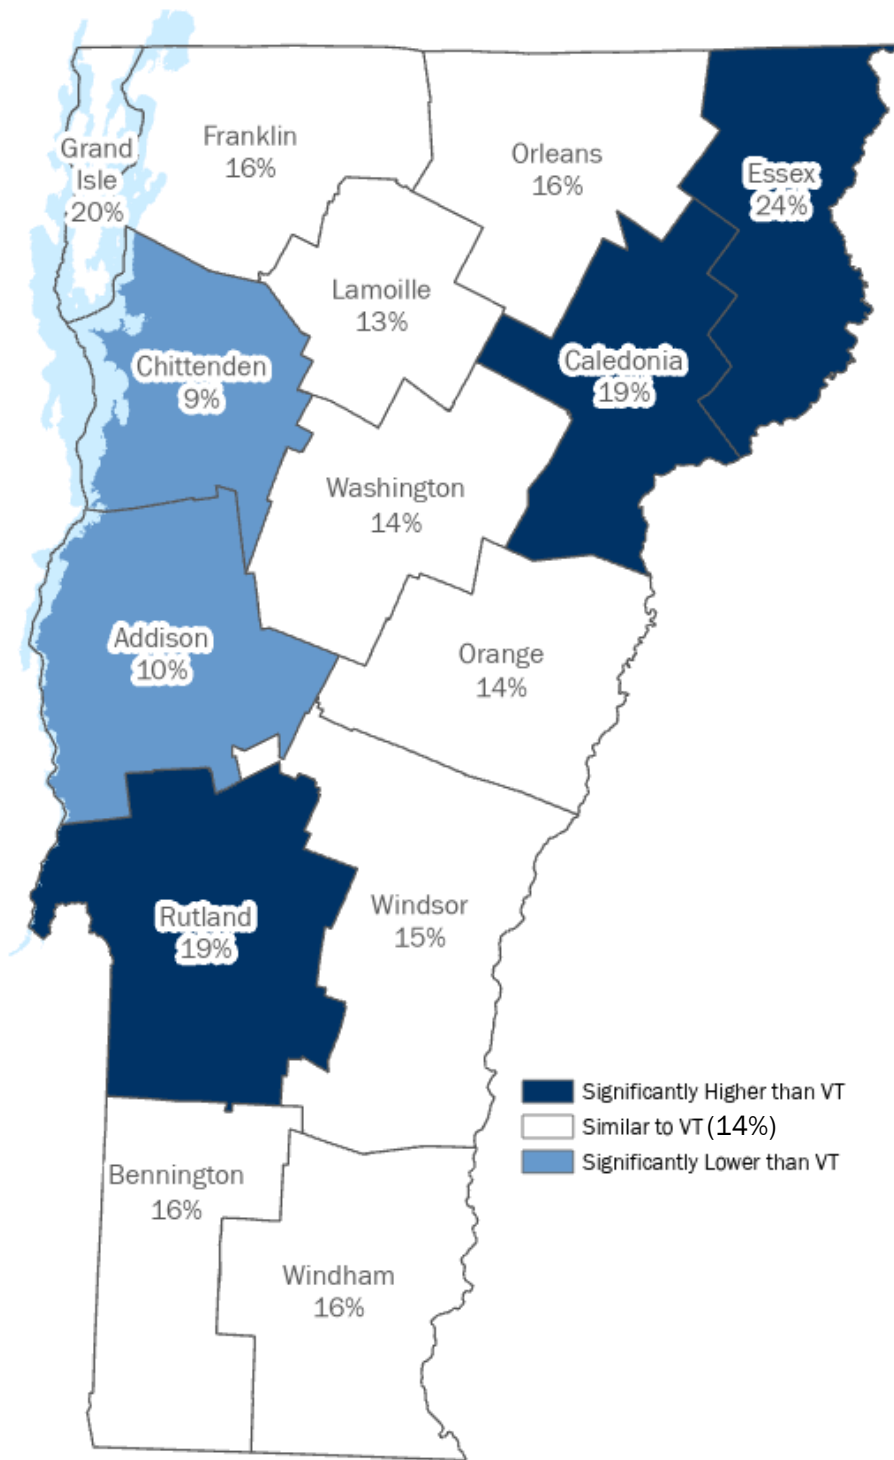 Grand
Isle
20%
Franklin
16%
Orleans
16%
Essex
24%
Lamoille
13%
Chittenden
9%
Caledonia
19%
Washington
14%
Addison
10%
Orange
14%
Rutland
19%
Windsor
15%
Significantly Higher than VT
Similar to VT (14%)
Significantly Lower than VT
Bennington
16%
Windham
16%